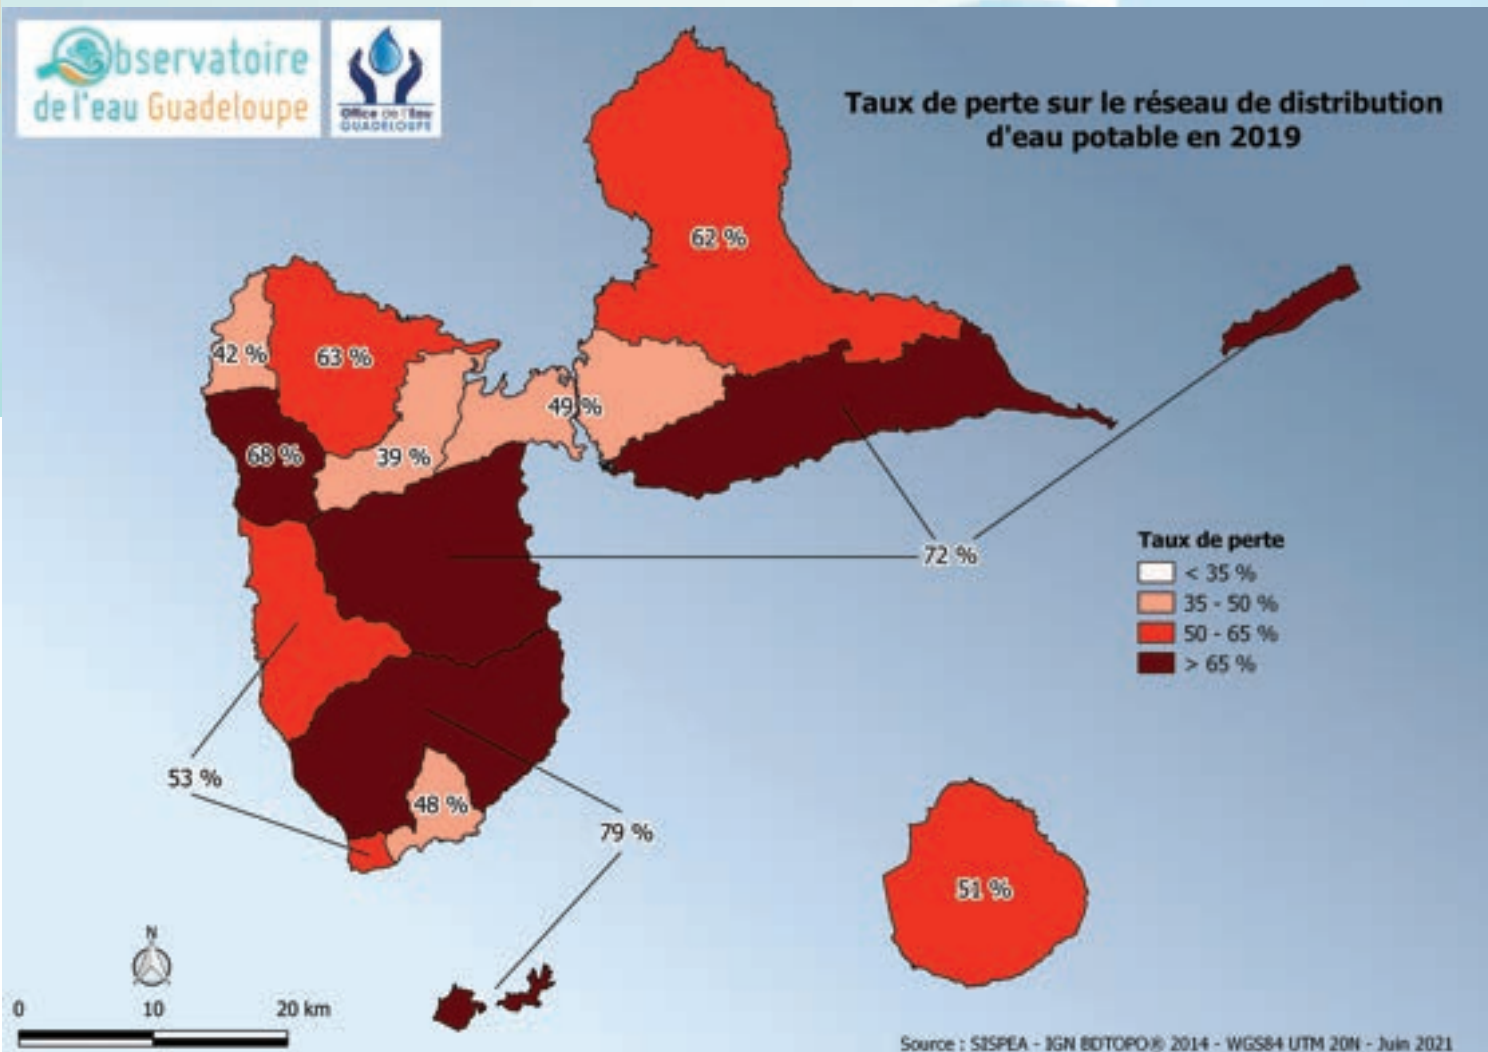 Observatoire
de l'eau Guadeloupe
Office de l'Eau
GUADELOUPE
Taux de perte sur le réseau de distribution
d'eau potable en 2019
62 %
42 %
63 %
49 %
68 %
39 %
72 %
Taux de perte
< 35 %
35 - 50 %
50 - 65 %
> 65 %
53 %
48 %
79 %
51 %
N
0 10 20 km
Source : SISPEA - IGN BDTOPO® 2014 - WGS84 UTM 20N - Juin 2021